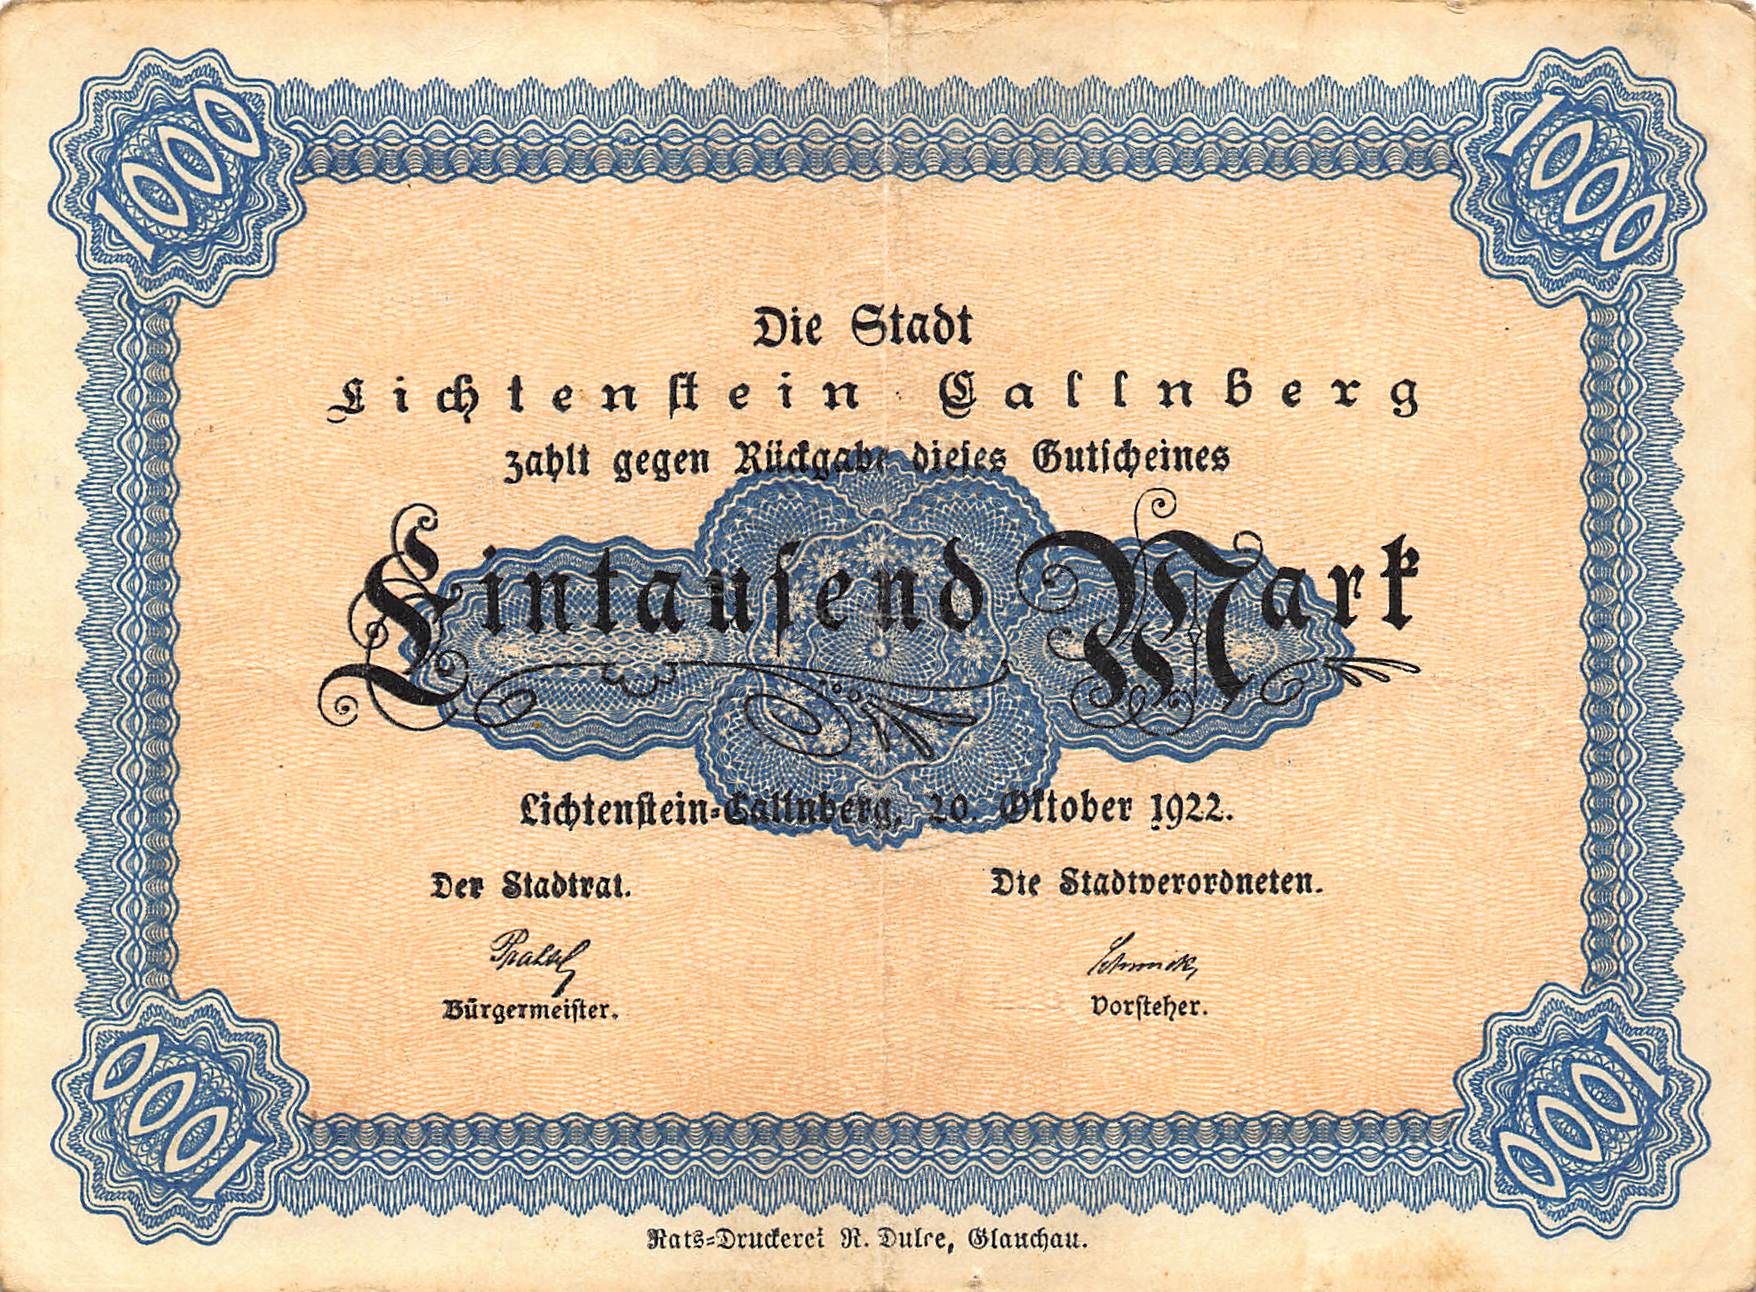 1000 1000
Die Stadt
Lichtenstein Callnberg
zahlt gegen Rückgabe dieses Gutscheines
Eintausend Mark
Lichtenstein-Callnberg, 20. Oktober 1922.
Der Stadtrat. Die Stadtverordneten.
Bürgermeister. Vorsteher.
1000 1000
Rats-Druckerei R. Dulce, Glauchau.